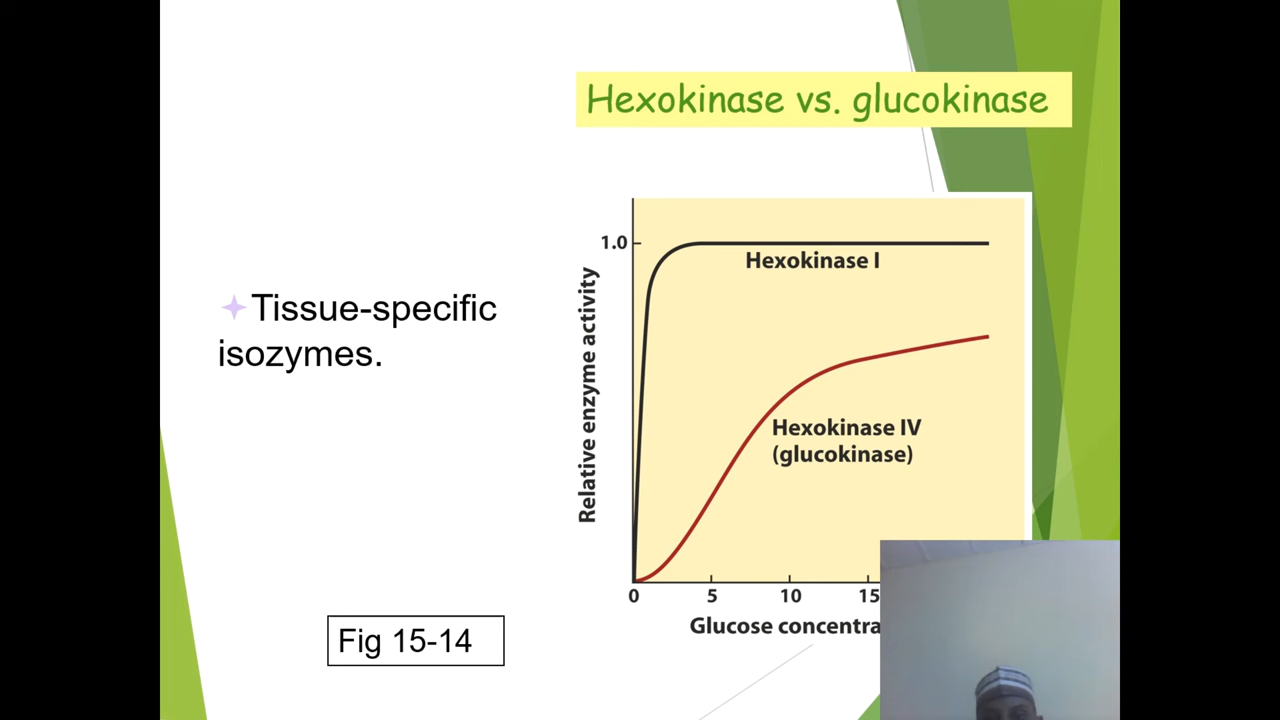 Hexokinase vs. glucokinase
Tissue-specific
isozymes.
1.0
Hexokinase I
Relative enzyme activity
Hexokinase IV
(glucokinase)
0 5 10 15
Glucose concentra
Fig 15-14